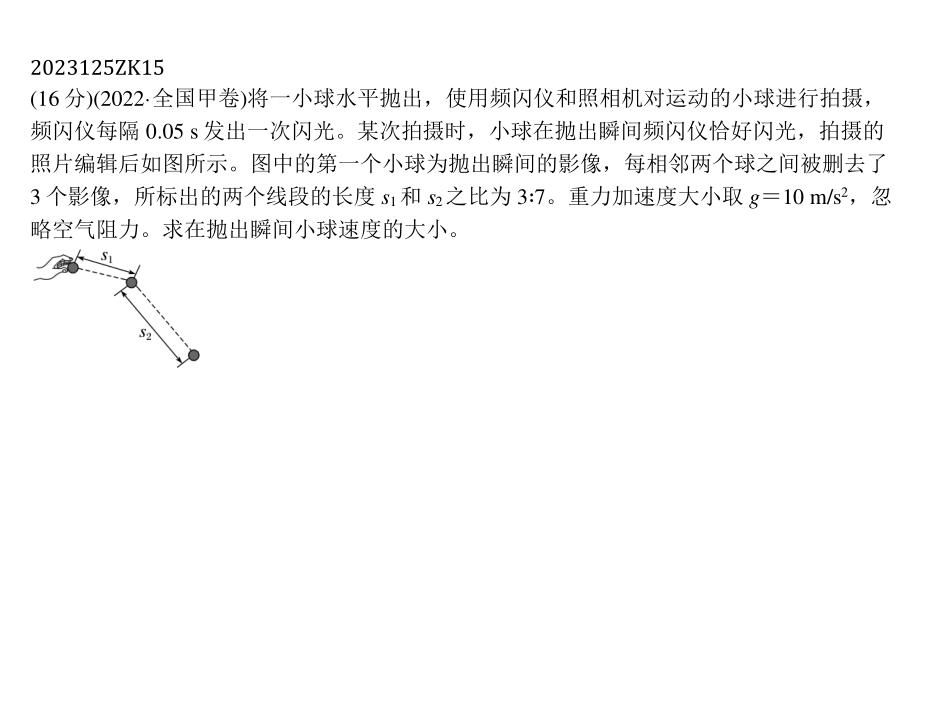 2023125ZK15
(16 分)(2022·全国甲卷)将一小球水平抛出，使用频闪仪和照相机对运动的小球进行拍摄，
频闪仪每隔 0.05 s 发出一次闪光。某次拍摄时，小球在抛出瞬间频闪仪恰好闪光，拍摄的
照片编辑后如图所示。图中的第一个小球为抛出瞬间的影像，每相邻两个球之间被删去了
3 个影像，所标出的两个线段的长度 s₁ 和 s₂ 之比为 3∶7。重力加速度大小取 g＝10 m/s²，忽
略空气阻力。求在抛出瞬间小球速度的大小。
s₁
s₂